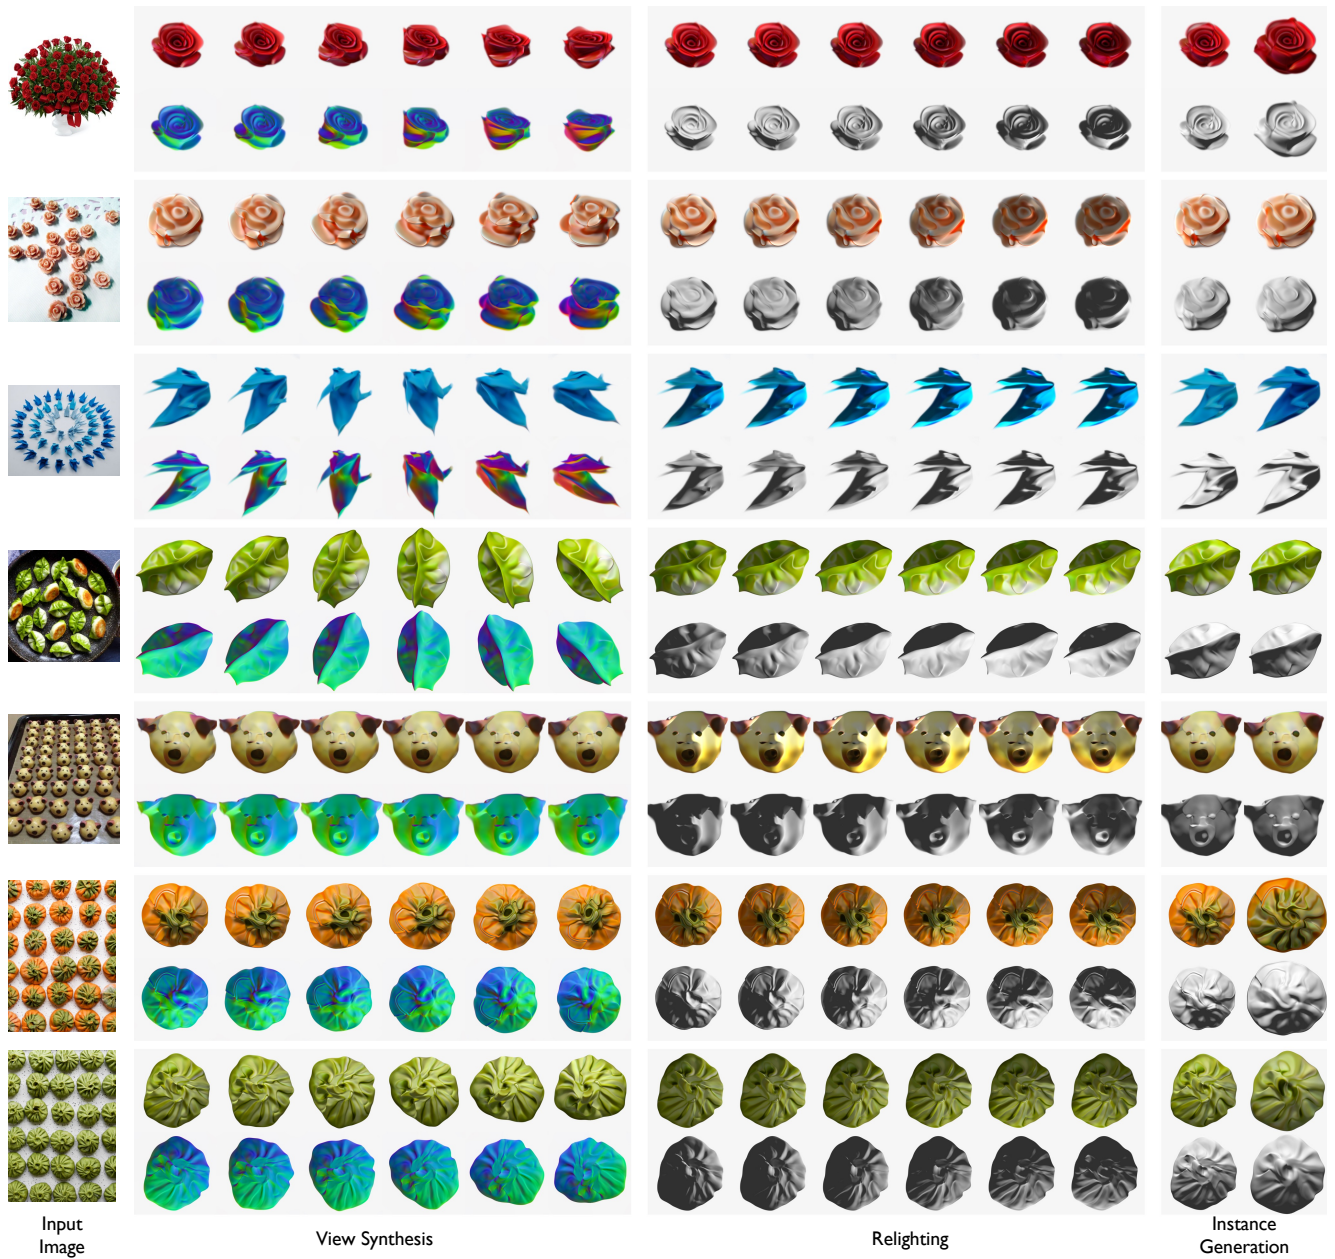 Input
Image
View Synthesis
Relighting
Instance
Generation